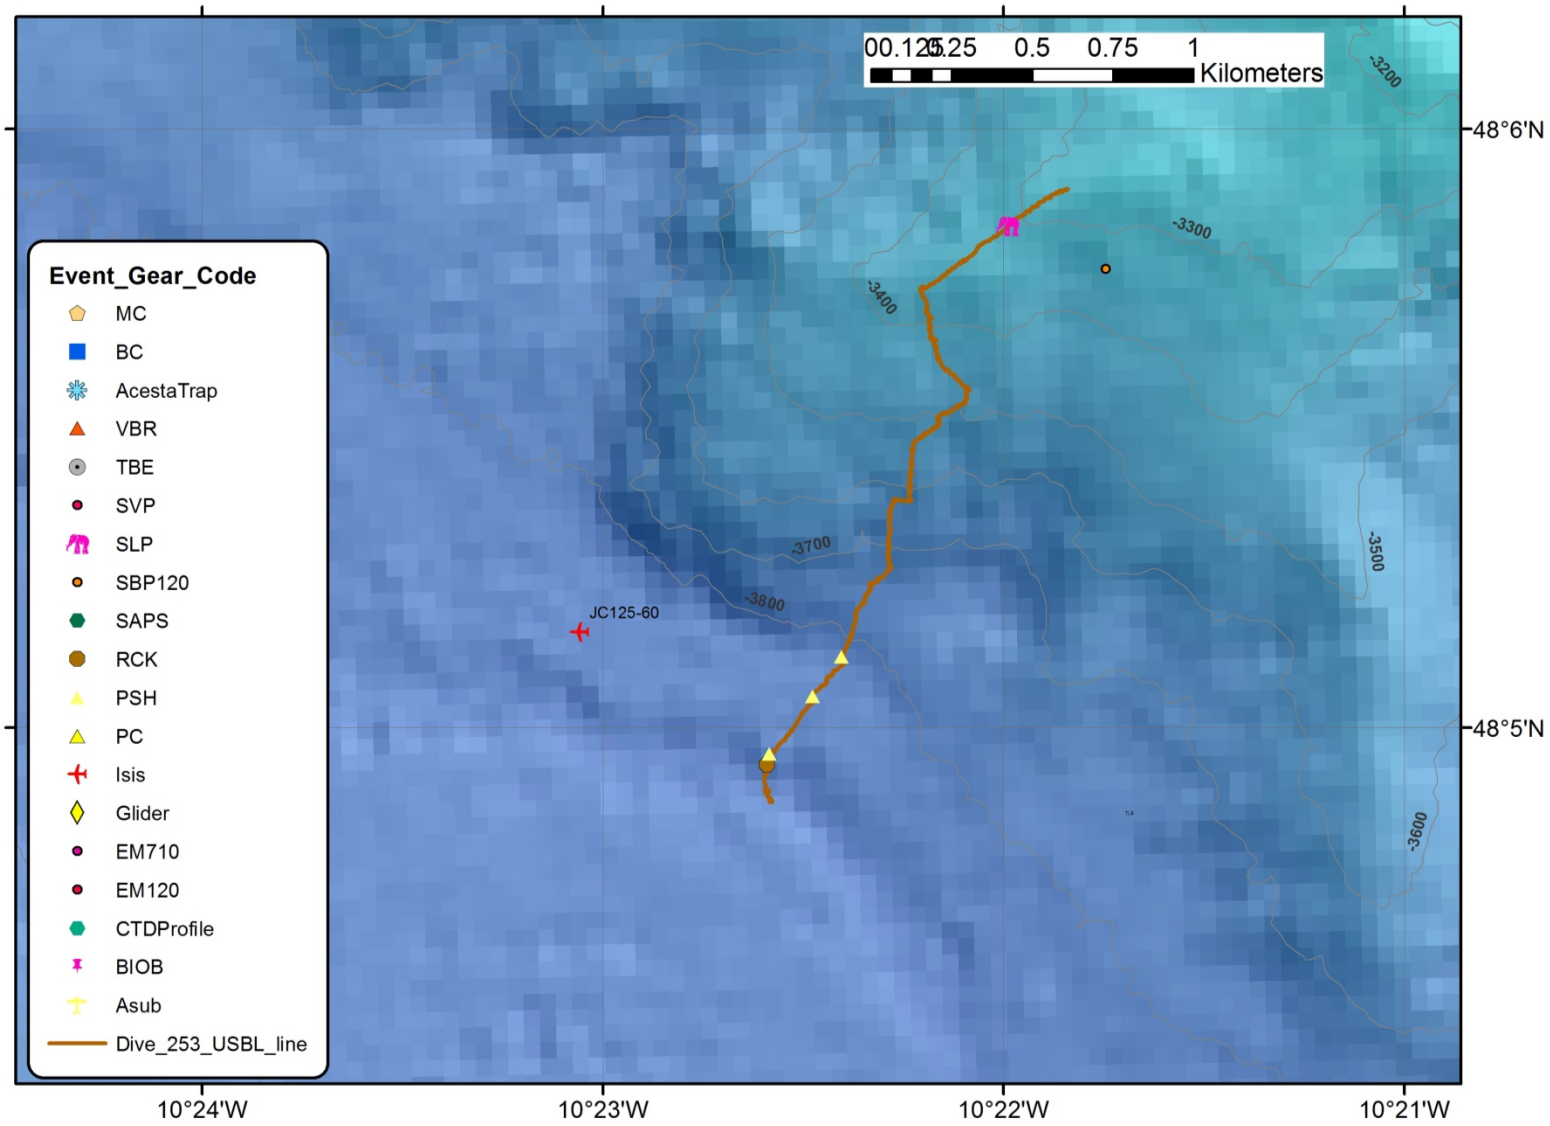 00.1250.25 0.5 0.75 1
Kilometers
-3200
48°6'N
-3300
-3400
Event_Gear_Code
MC
BC
AcestaTrap
VBR
TBE
SVP
SLP
SBP120
SAPS
RCK
PSH
PC
Isis
Glider
EM710
EM120
CTDProfile
BIOB
Asub
Dive_253_USBL_line
-3700
-3500
-3800
JC125-60
48°5'N
-3600
10°24'W 10°23'W 10°22'W 10°21'W